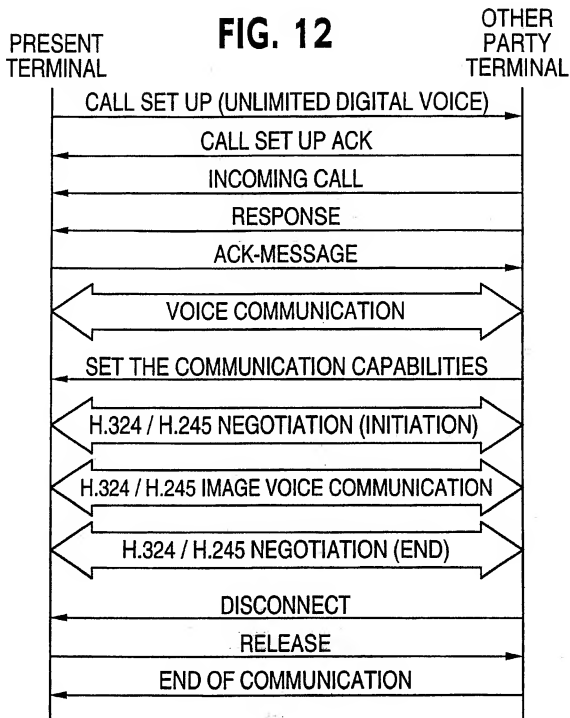 FIG. 12
PRESENT
TERMINAL
OTHER
PARTY
TERMINAL
CALL SET UP (UNLIMITED DIGITAL VOICE)
CALL SET UP ACK
INCOMING CALL
RESPONSE
ACK-MESSAGE
VOICE COMMUNICATION
SET THE COMMUNICATION CAPABILITIES
H.324 / H.245 NEGOTIATION (INITIATION)
H.324 / H.245 IMAGE VOICE COMMUNICATION
H.324 / H.245 NEGOTIATION (END)
DISCONNECT
RELEASE
END OF COMMUNICATION